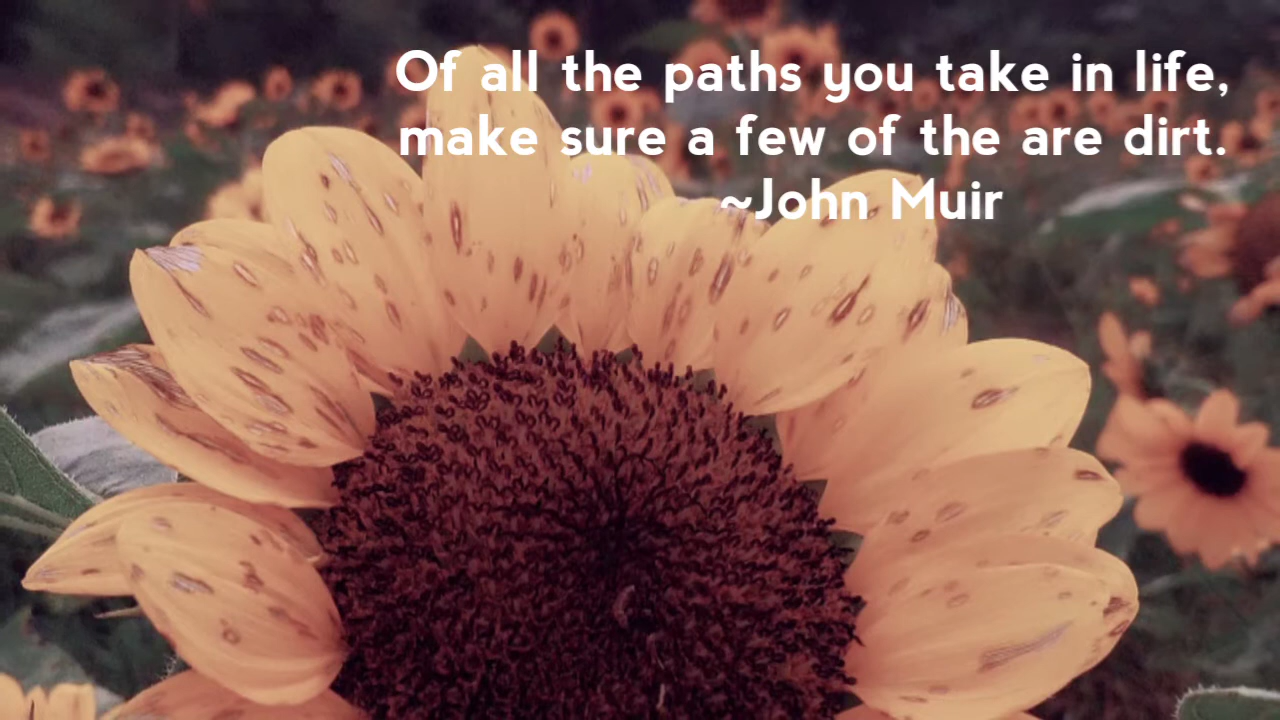 Of all the paths you take in life,
make sure a few of the are dirt.
~John Muir